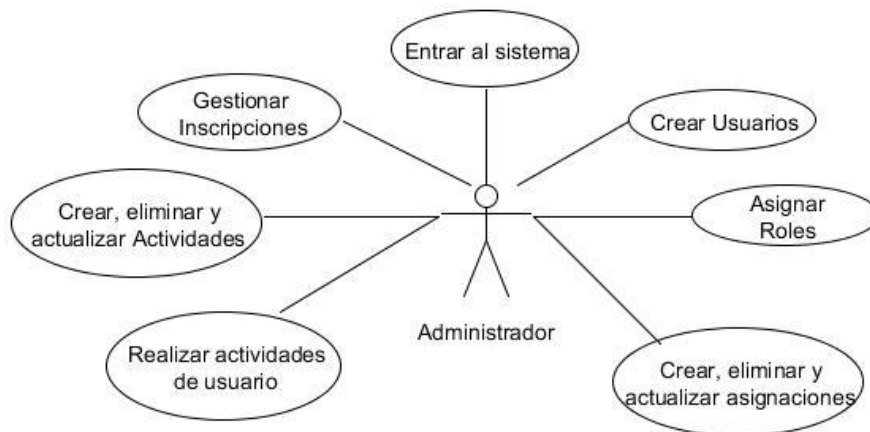 Entrar al sistema
Gestionar
Inscripciones
Crear Usuarios
Crear, eliminar y
actualizar Actividades
Asignar
Roles
Administrador
Realizar actividades
de usuario
Crear, eliminar y
actualizar asignaciones